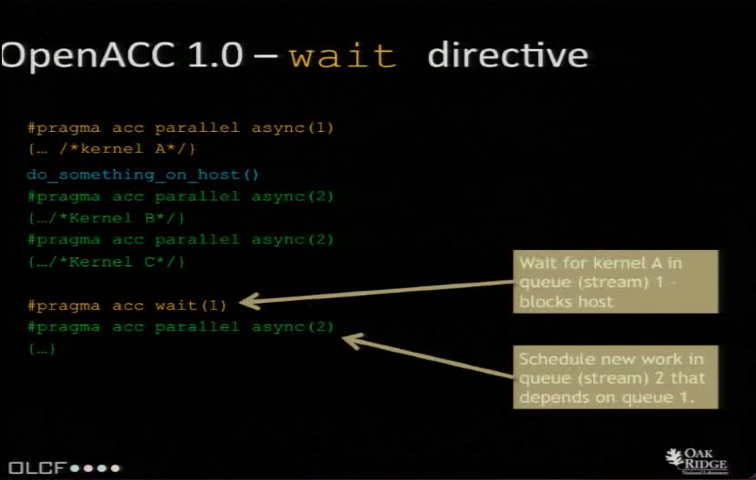 OpenACC 1.0 – wait directive
#pragma acc parallel async(1)
{… /*kernel A*/}
do_something_on_host()
#pragma acc parallel async(2)
{…/*Kernel B*/}
#pragma acc parallel async(2)
{…/*Kernel C*/}
Wait for kernel A in
queue (stream) 1 -
blocks host
#pragma acc wait(1)
#pragma acc parallel async(2)
{…}
Schedule new work in
queue (stream) 2 that
depends on queue 1.
OLCF
OAK
RIDGE
National Laboratory